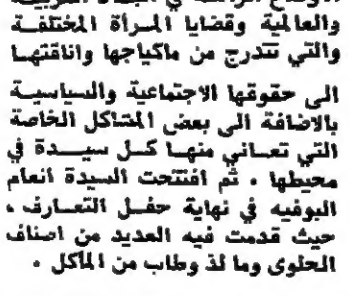 والعالمية وقضايا المرأة المختلفة
والتي تتدرج من ماكياجها واناقتها
الى حقوقها الاجتماعية والسياسية
بالاضافة الى بعض المشاكل الخاصة
التي تعاني منها كل سيدة في
محيطها . ثم افتتحت السيدة انعام
البوفيه في نهاية حفل التعارف ،
حيث قدمت فيه العديد من اصناف
الحلوى وما لذ وطاب من المآكل .